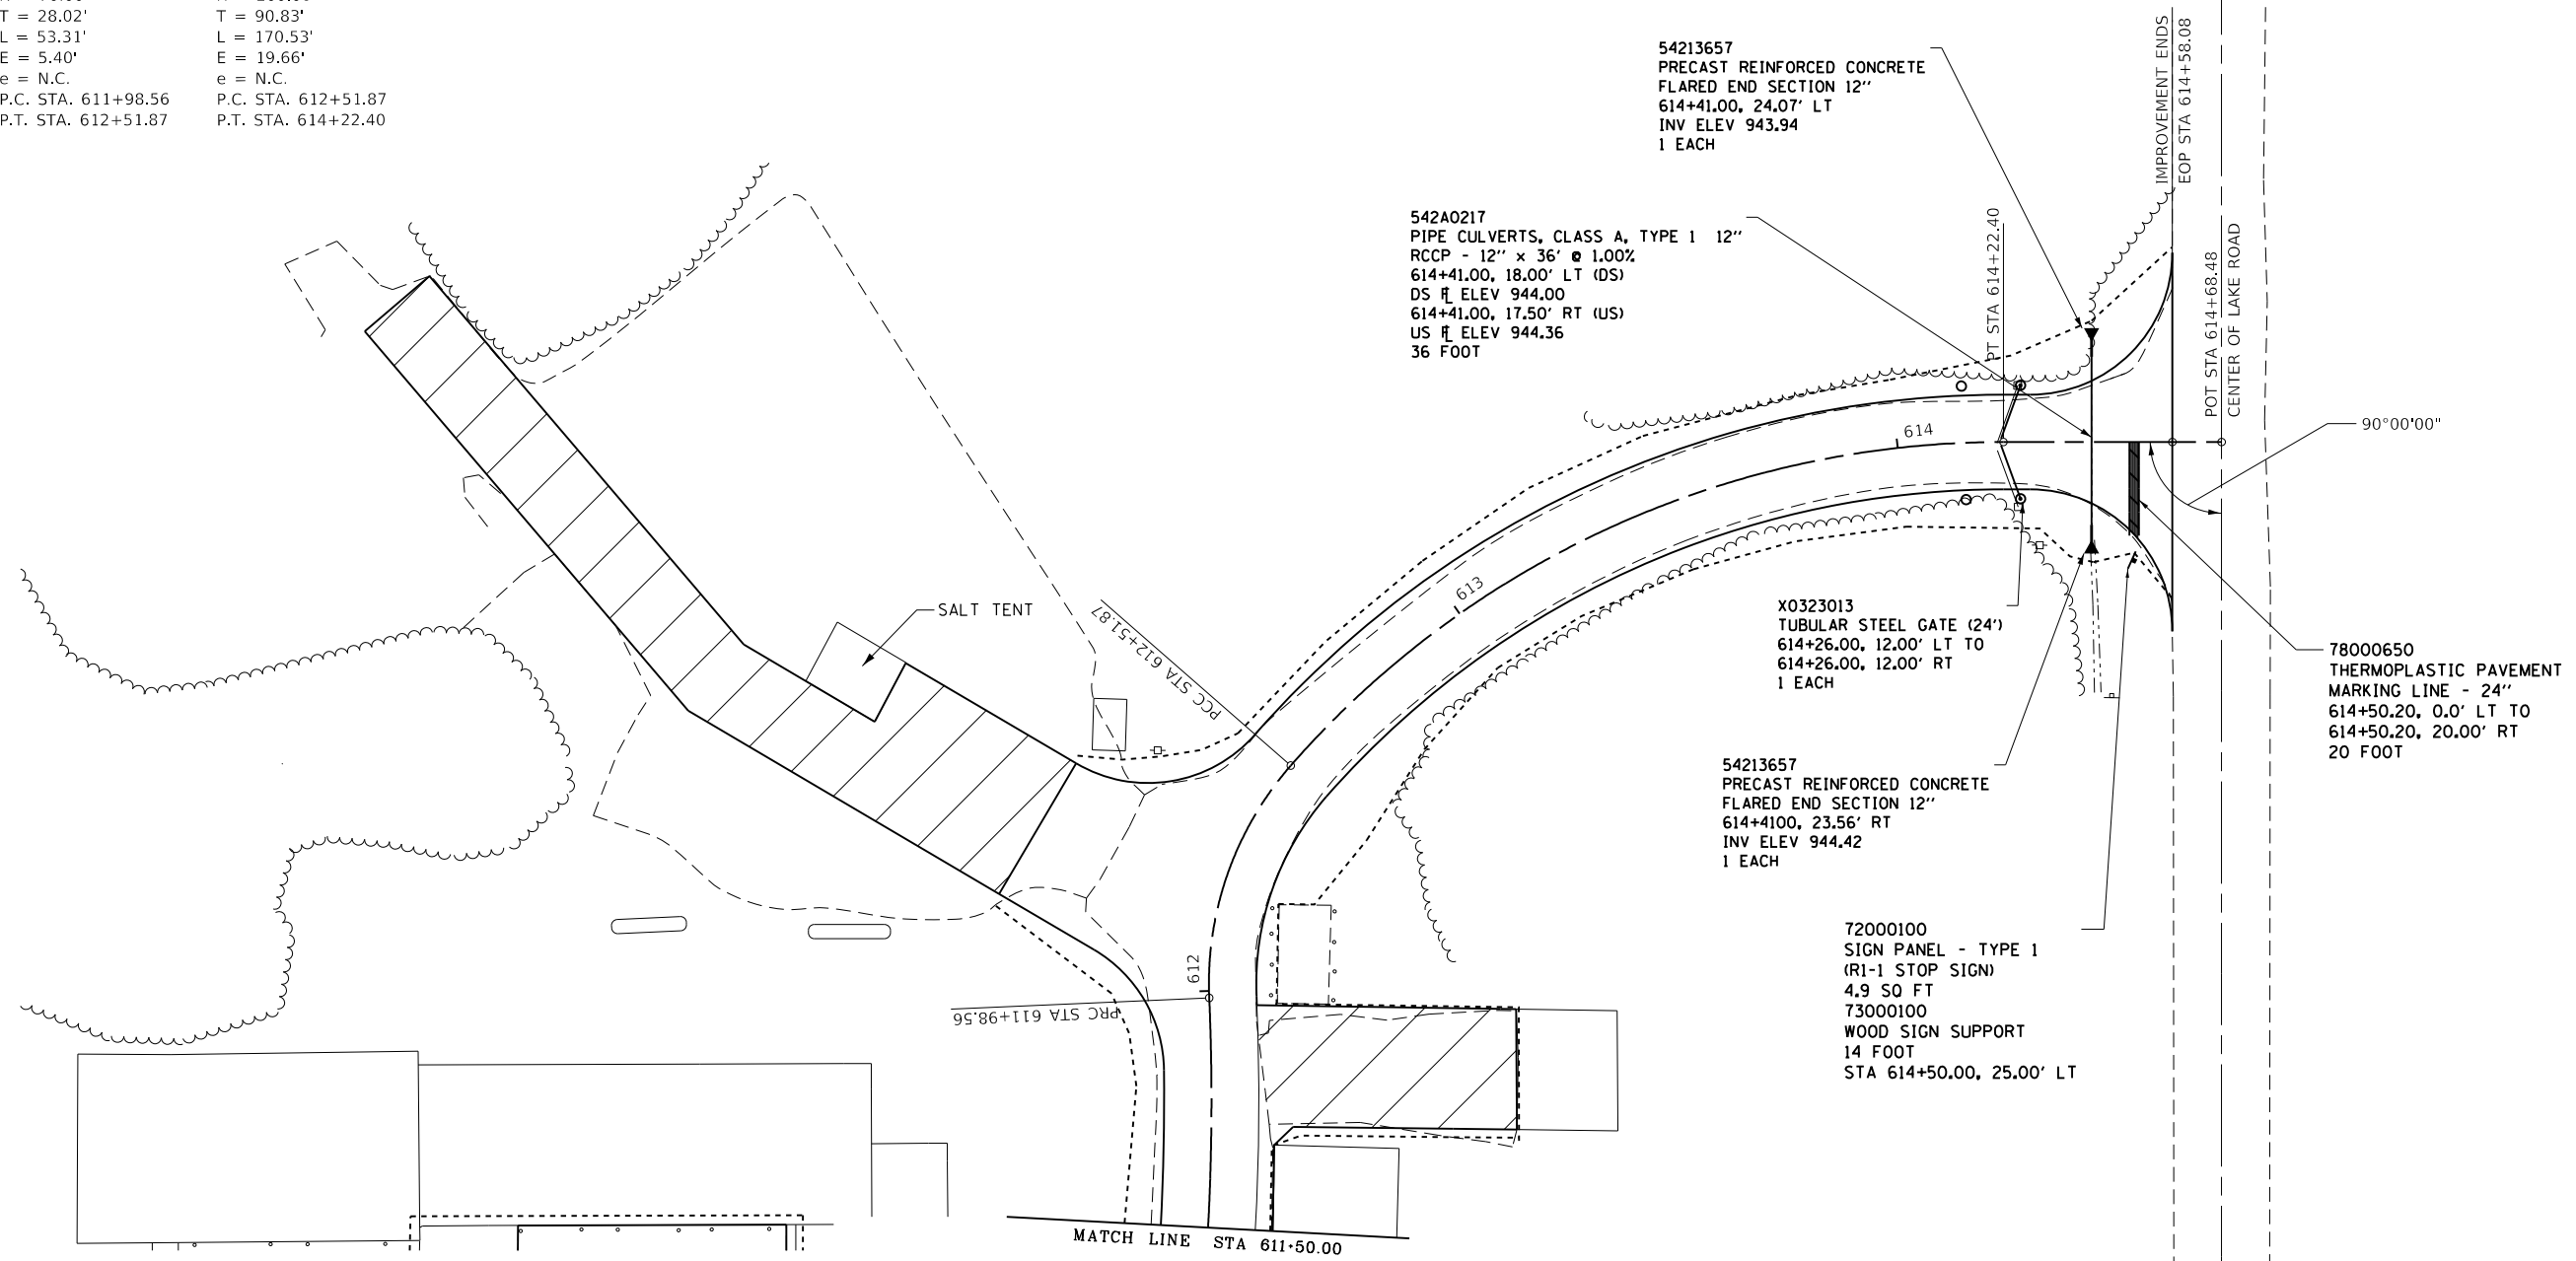 T = 28.02'
L = 53.31'
E = 5.40'
e = N.C.
P.C. STA. 611+98.56
P.T. STA. 612+51.87
T = 90.83'
L = 170.53'
E = 19.66'
e = N.C.
P.C. STA. 612+51.87
P.T. STA. 614+22.40
54213657
PRECAST REINFORCED CONCRETE
FLARED END SECTION 12"
614+41.00, 24.07' LT
INV ELEV 943.94
1 EACH
IMPROVEMENT ENDS
EOP STA 614+58.08
542A0217
PIPE CULVERTS, CLASS A, TYPE 1 12"
RCCP - 12" x 36' @ 1.00%
614+41.00, 18.00' LT (DS)
DS FL ELEV 944.00
614+41.00, 17.50' RT (US)
US FL ELEV 944.36
36 FOOT
PT STA 614+22.40
POT STA 614+68.48
CENTER OF LAKE ROAD
90°00'00"
614
613
SALT TENT
PCC STA 612+51.87
X0323013
TUBULAR STEEL GATE (24')
614+26.00, 12.00' LT TO
614+26.00, 12.00' RT
1 EACH
78000650
THERMOPLASTIC PAVEMENT
MARKING LINE - 24"
614+50.20, 0.0' LT TO
614+50.20, 20.00' RT
20 FOOT
54213657
PRECAST REINFORCED CONCRETE
FLARED END SECTION 12"
614+4100, 23.56' RT
INV ELEV 944.42
1 EACH
72000100
SIGN PANEL - TYPE 1
(R1-1 STOP SIGN)
4.9 SQ FT
73000100
WOOD SIGN SUPPORT
14 FOOT
STA 614+50.00, 25.00' LT
612
PRC STA 611+98.56
MATCH LINE STA 611+50.00